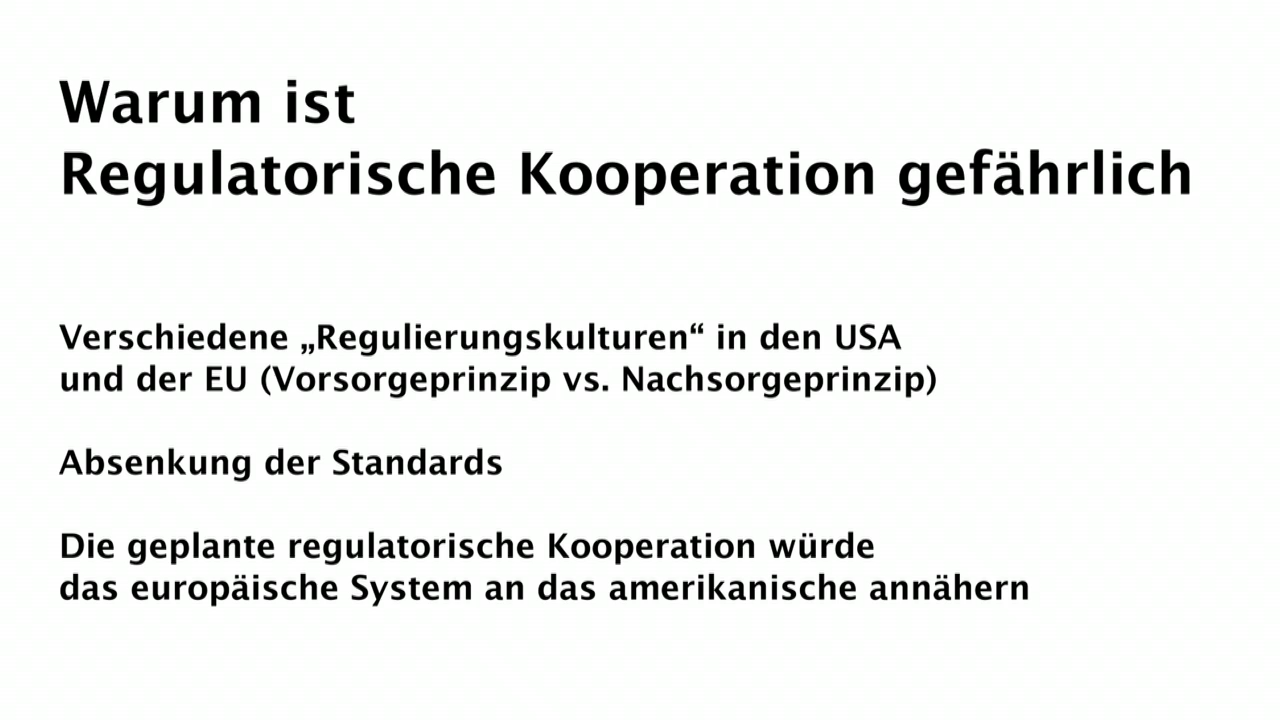 Warum ist
Regulatorische Kooperation gefährlich
Verschiedene „Regulierungskulturen“ in den USA
und der EU (Vorsorgeprinzip vs. Nachsorgeprinzip)
Absenkung der Standards
Die geplante regulatorische Kooperation würde
das europäische System an das amerikanische annähern